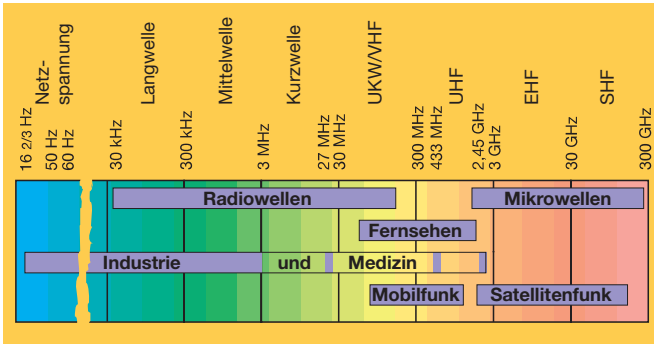 Netz-
spannung
Langwelle
Mittelwelle
Kurzwelle
UKW/VHF
UHF
EHF
SHF
16 2/3 Hz
50 Hz
60 Hz
30 kHz
300 kHz
3 MHz
27 MHz
30 MHz
300 MHz
433 MHz
2,45 GHz
3 GHz
30 GHz
300 GHz
Radiowellen
Mikrowellen
Fernsehen
Industrie und Medizin
Mobilfunk
Satellitenfunk